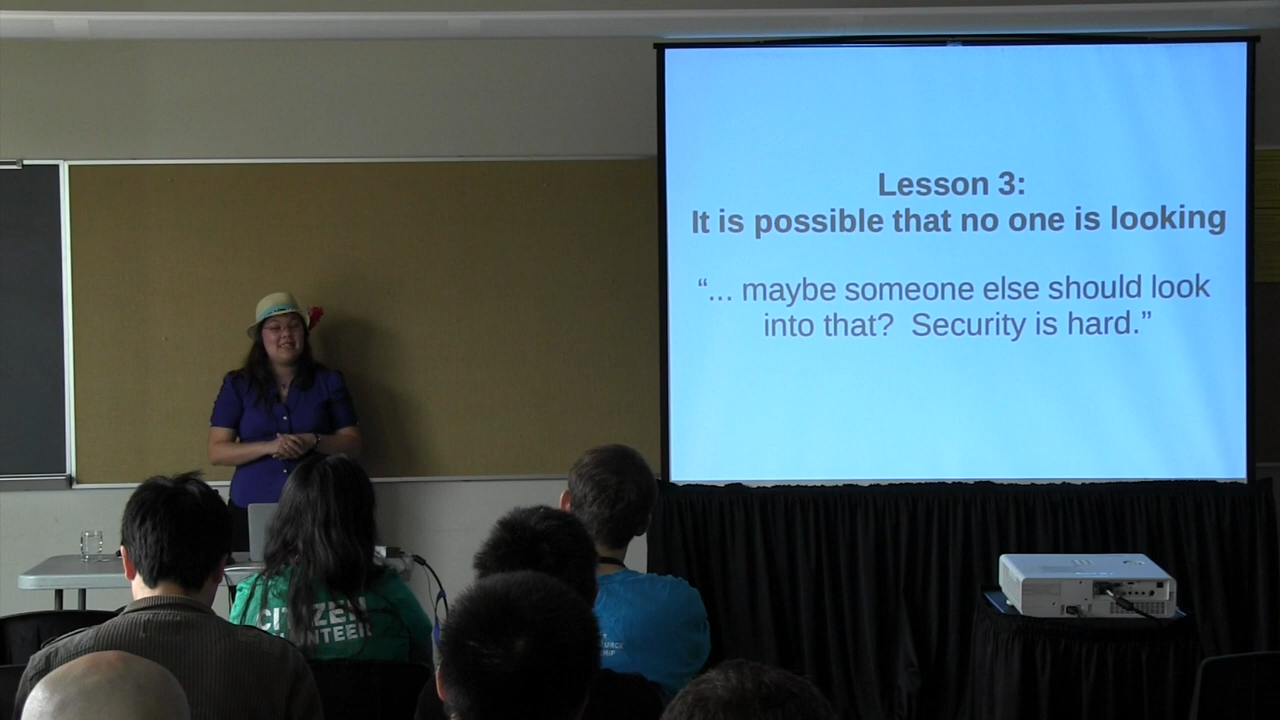 Lesson 3:
It is possible that no one is looking
“... maybe someone else should look
into that?  Security is hard.”
CITIZEN